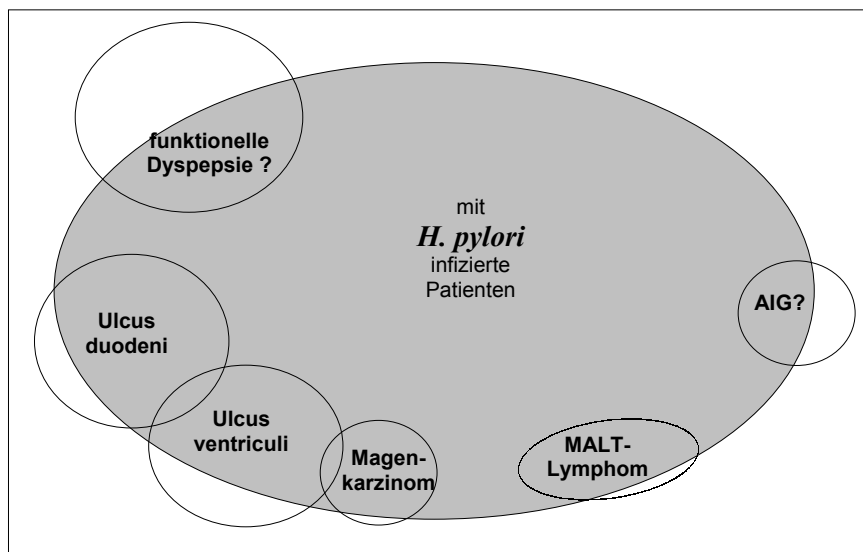 funktionelle
Dyspepsie ?
mit
H. pylori
infizierte
Patienten
AIG?
Ulcus
duodeni
Ulcus
ventriculi
Magen-
karzinom
MALT-
Lymphom